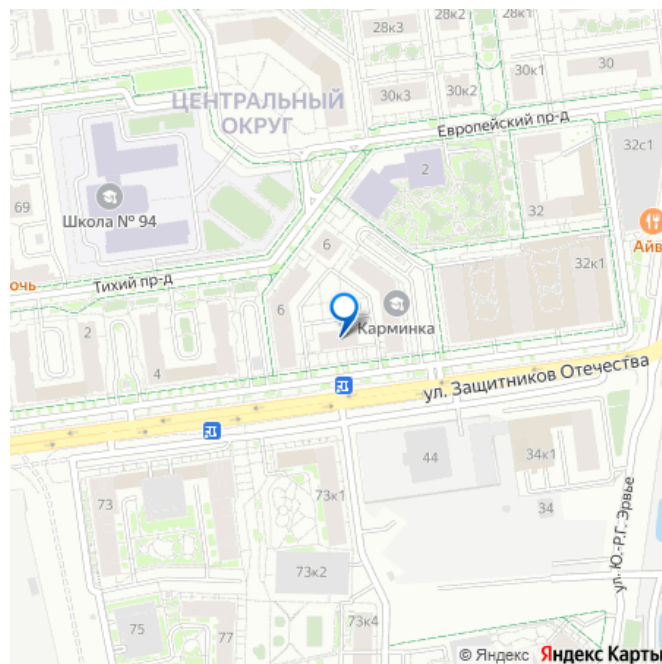 28к3
28к1
ЦЕНТРАЛЬНЫЙ
ОКРУГ
30к3
30к2
30к1
30
Европейский пр-д
32с1
2
69
Школа № 94
32
Айв
6
32к1
Тихий пр-д
очь
6
Карминка
2
4
ул. Защитников Отечества
44
34к1
73
73к1
34
ул. Ю.-Р.Г. Эрвье
73к2
75
77
73к4
© Яндекс Яндекс Карты